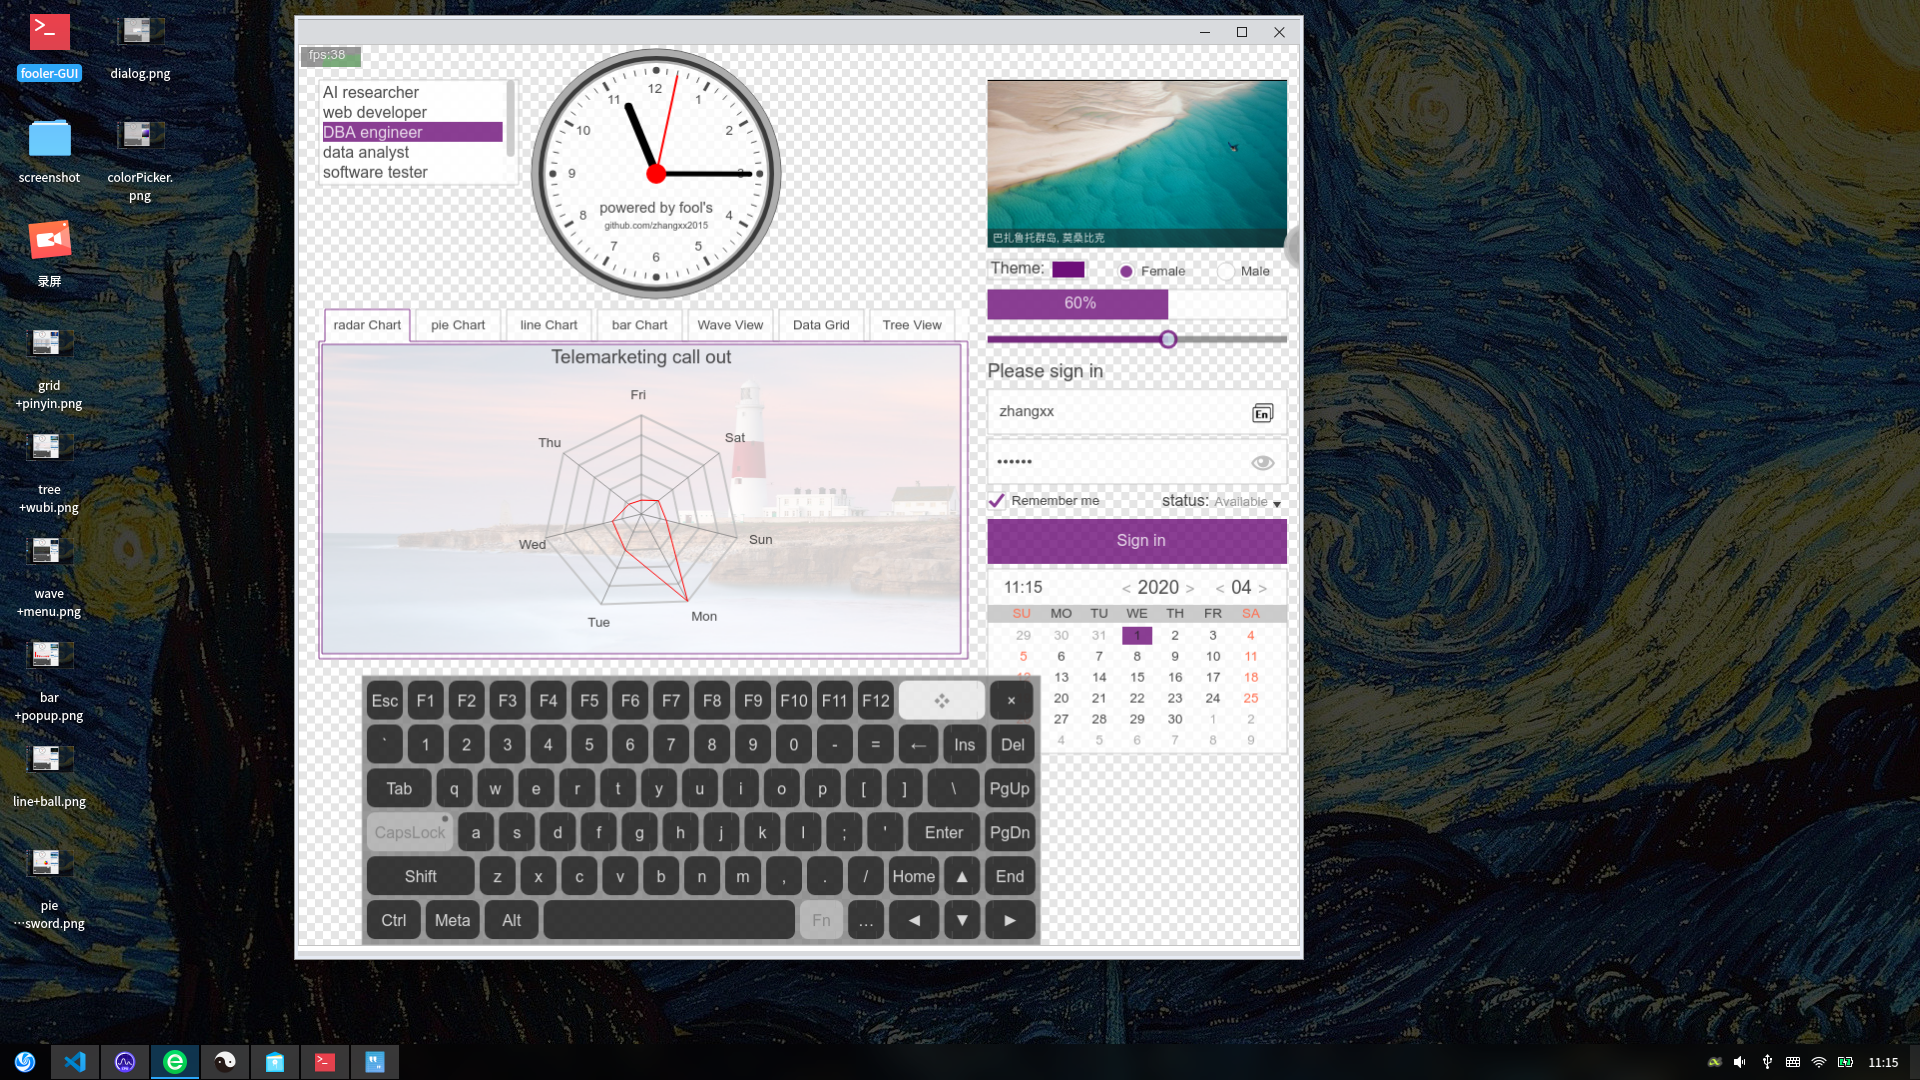 fooler-GUI
dialog.png
screenshot
colorPicker.
png
录屏
grid
+pinyin.png
tree
+wubi.png
wave
+menu.png
bar
+popup.png
line+ball.png
pie
…sword.png
fps:38
AI researcher
web developer
DBA engineer
data analyst
software tester
12
1
2
3
4
5
6
7
8
9
10
11
powered by fool's
github.com/zhangxx2015
巴扎鲁托群岛, 莫桑比克
Theme:
Female
Male
60%
radar Chart
pie Chart
line Chart
bar Chart
Wave View
Data Grid
Tree View
Telemarketing call out
Fri
Sat
Sun
Mon
Tue
Wed
Thu
Please sign in
zhangxx
En
••••••
Remember me
status: Available
Sign in
11:15 < 2020 > < 04 >
SU MO TU WE TH FR SA
29 30 31 1 2 3 4
5 6 7 8 9 10 11
13 14 15 16 17 18
20 21 22 23 24 25
27 28 29 30 1 2
4 5 6 7 8 9
Esc F1 F2 F3 F4 F5 F6 F7 F8 F9 F10 F11 F12 ×
` 1 2 3 4 5 6 7 8 9 0 - = ← Ins Del
Tab q w e r t y u i o p [ ] \ PgUp
CapsLock a s d f g h j k l ; ' Enter PgDn
Shift z x c v b n m , . / Home ▲ End
Ctrl Meta Alt Fn … ◄ ▼ ►
11:15